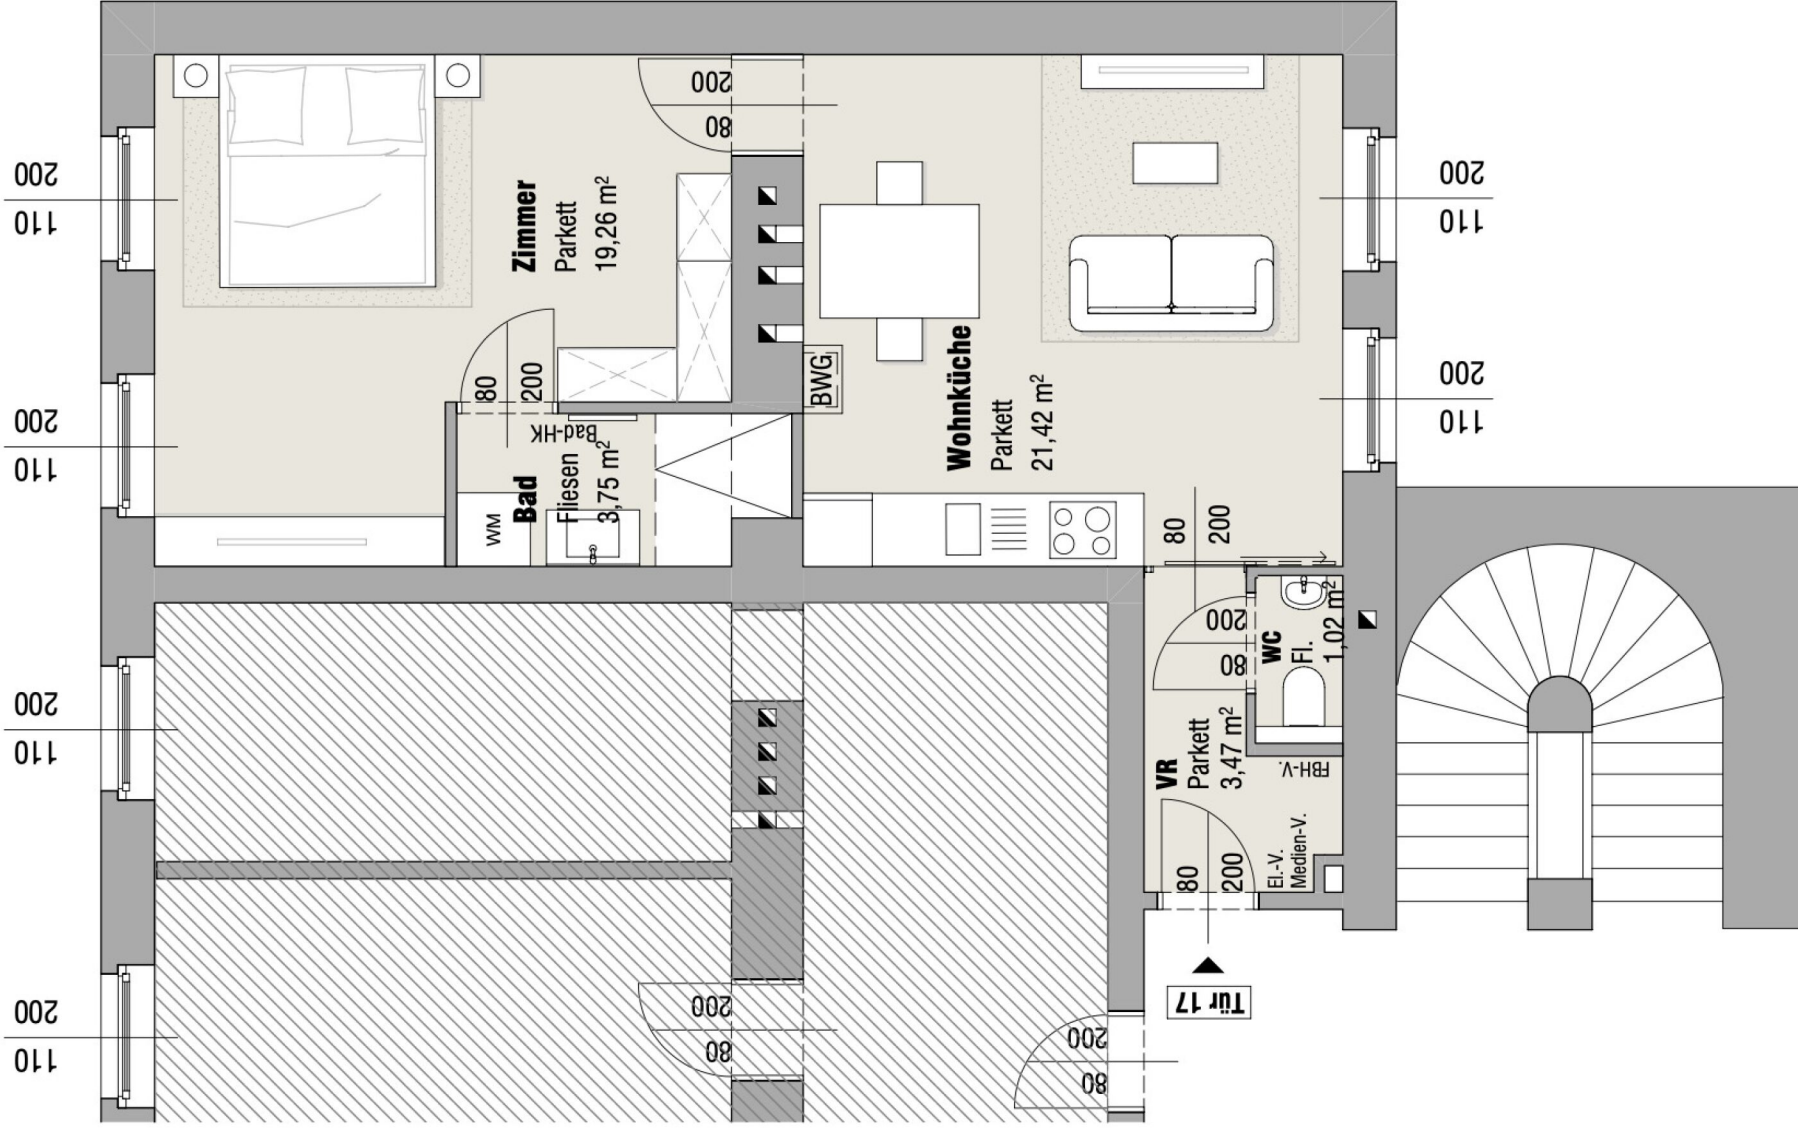 200
80
200
110
200
110
Zimmer
Parkett
19,26 m²
BWG
Wohnküche
Parkett
21,42 m²
200
110
200
110
80
200
Bad-HK
Bad
Fliesen
3,75 m²
WM
80
200
200
80
WC
Fl.
1,02 m²
VR
Parkett
3,47 m²
FBH-V.
El.-V.
Medien-V.
80
200
Tür 17
200
110
200
110
200
80
200
80